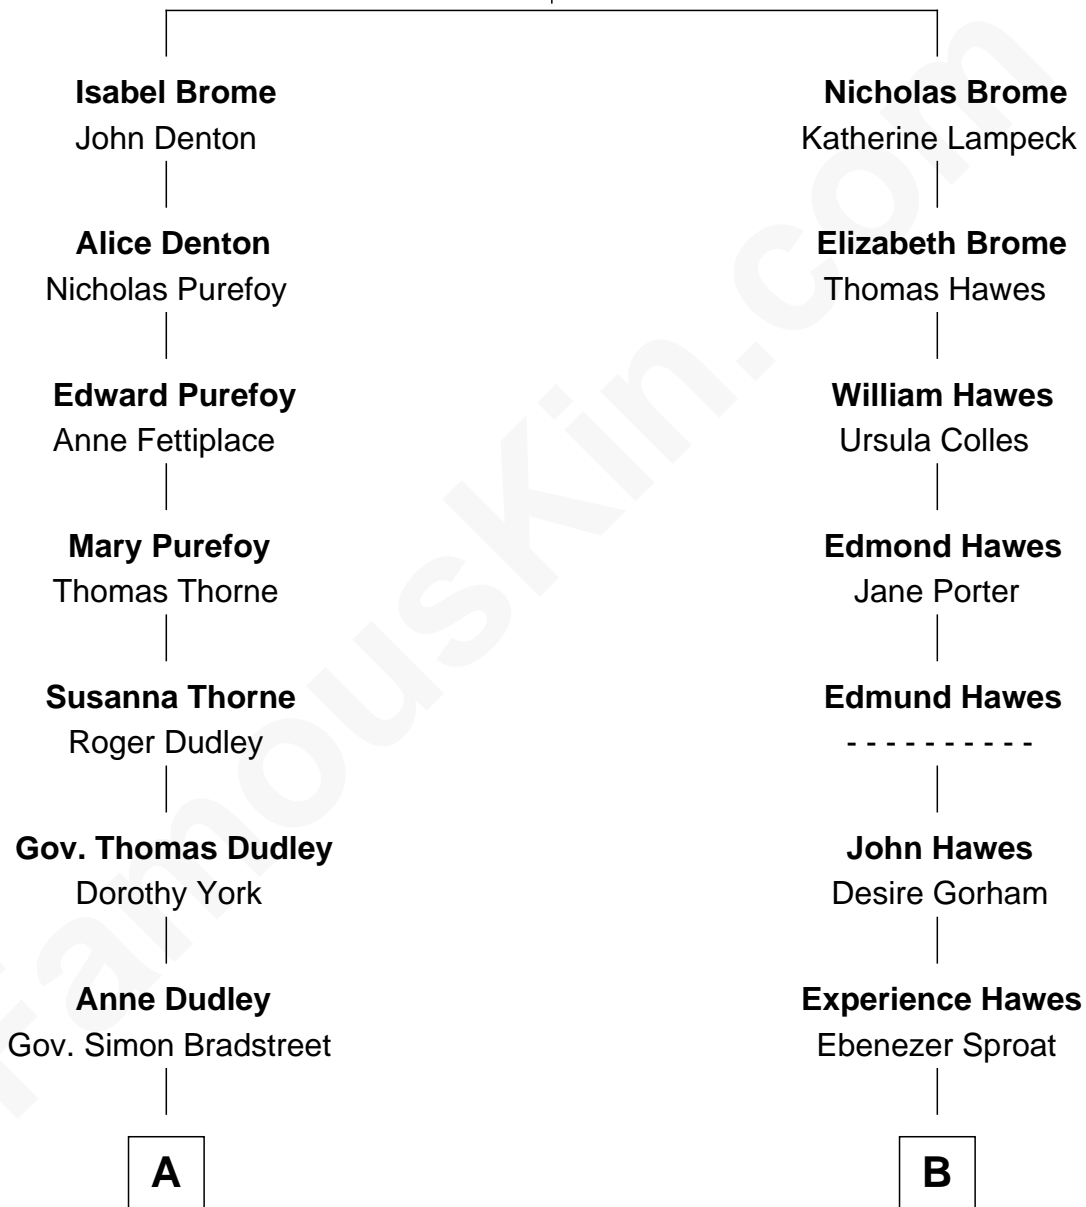 Isabel Brome
John Denton
Alice Denton
Nicholas Purefoy
Edward Purefoy
Anne Fettiplace
Mary Purefoy
Thomas Thorne
Susanna Thorne
Roger Dudley
Gov. Thomas Dudley
Dorothy York
Anne Dudley
Gov. Simon Bradstreet
A
Nicholas Brome
Katherine Lampeck
Elizabeth Brome
Thomas Hawes
William Hawes
Ursula Colles
Edmond Hawes
Jane Porter
Edmund Hawes
- - - - - - - - - -
John Hawes
Desire Gorham
Experience Hawes
Ebenezer Sproat
B
FamousKin.com